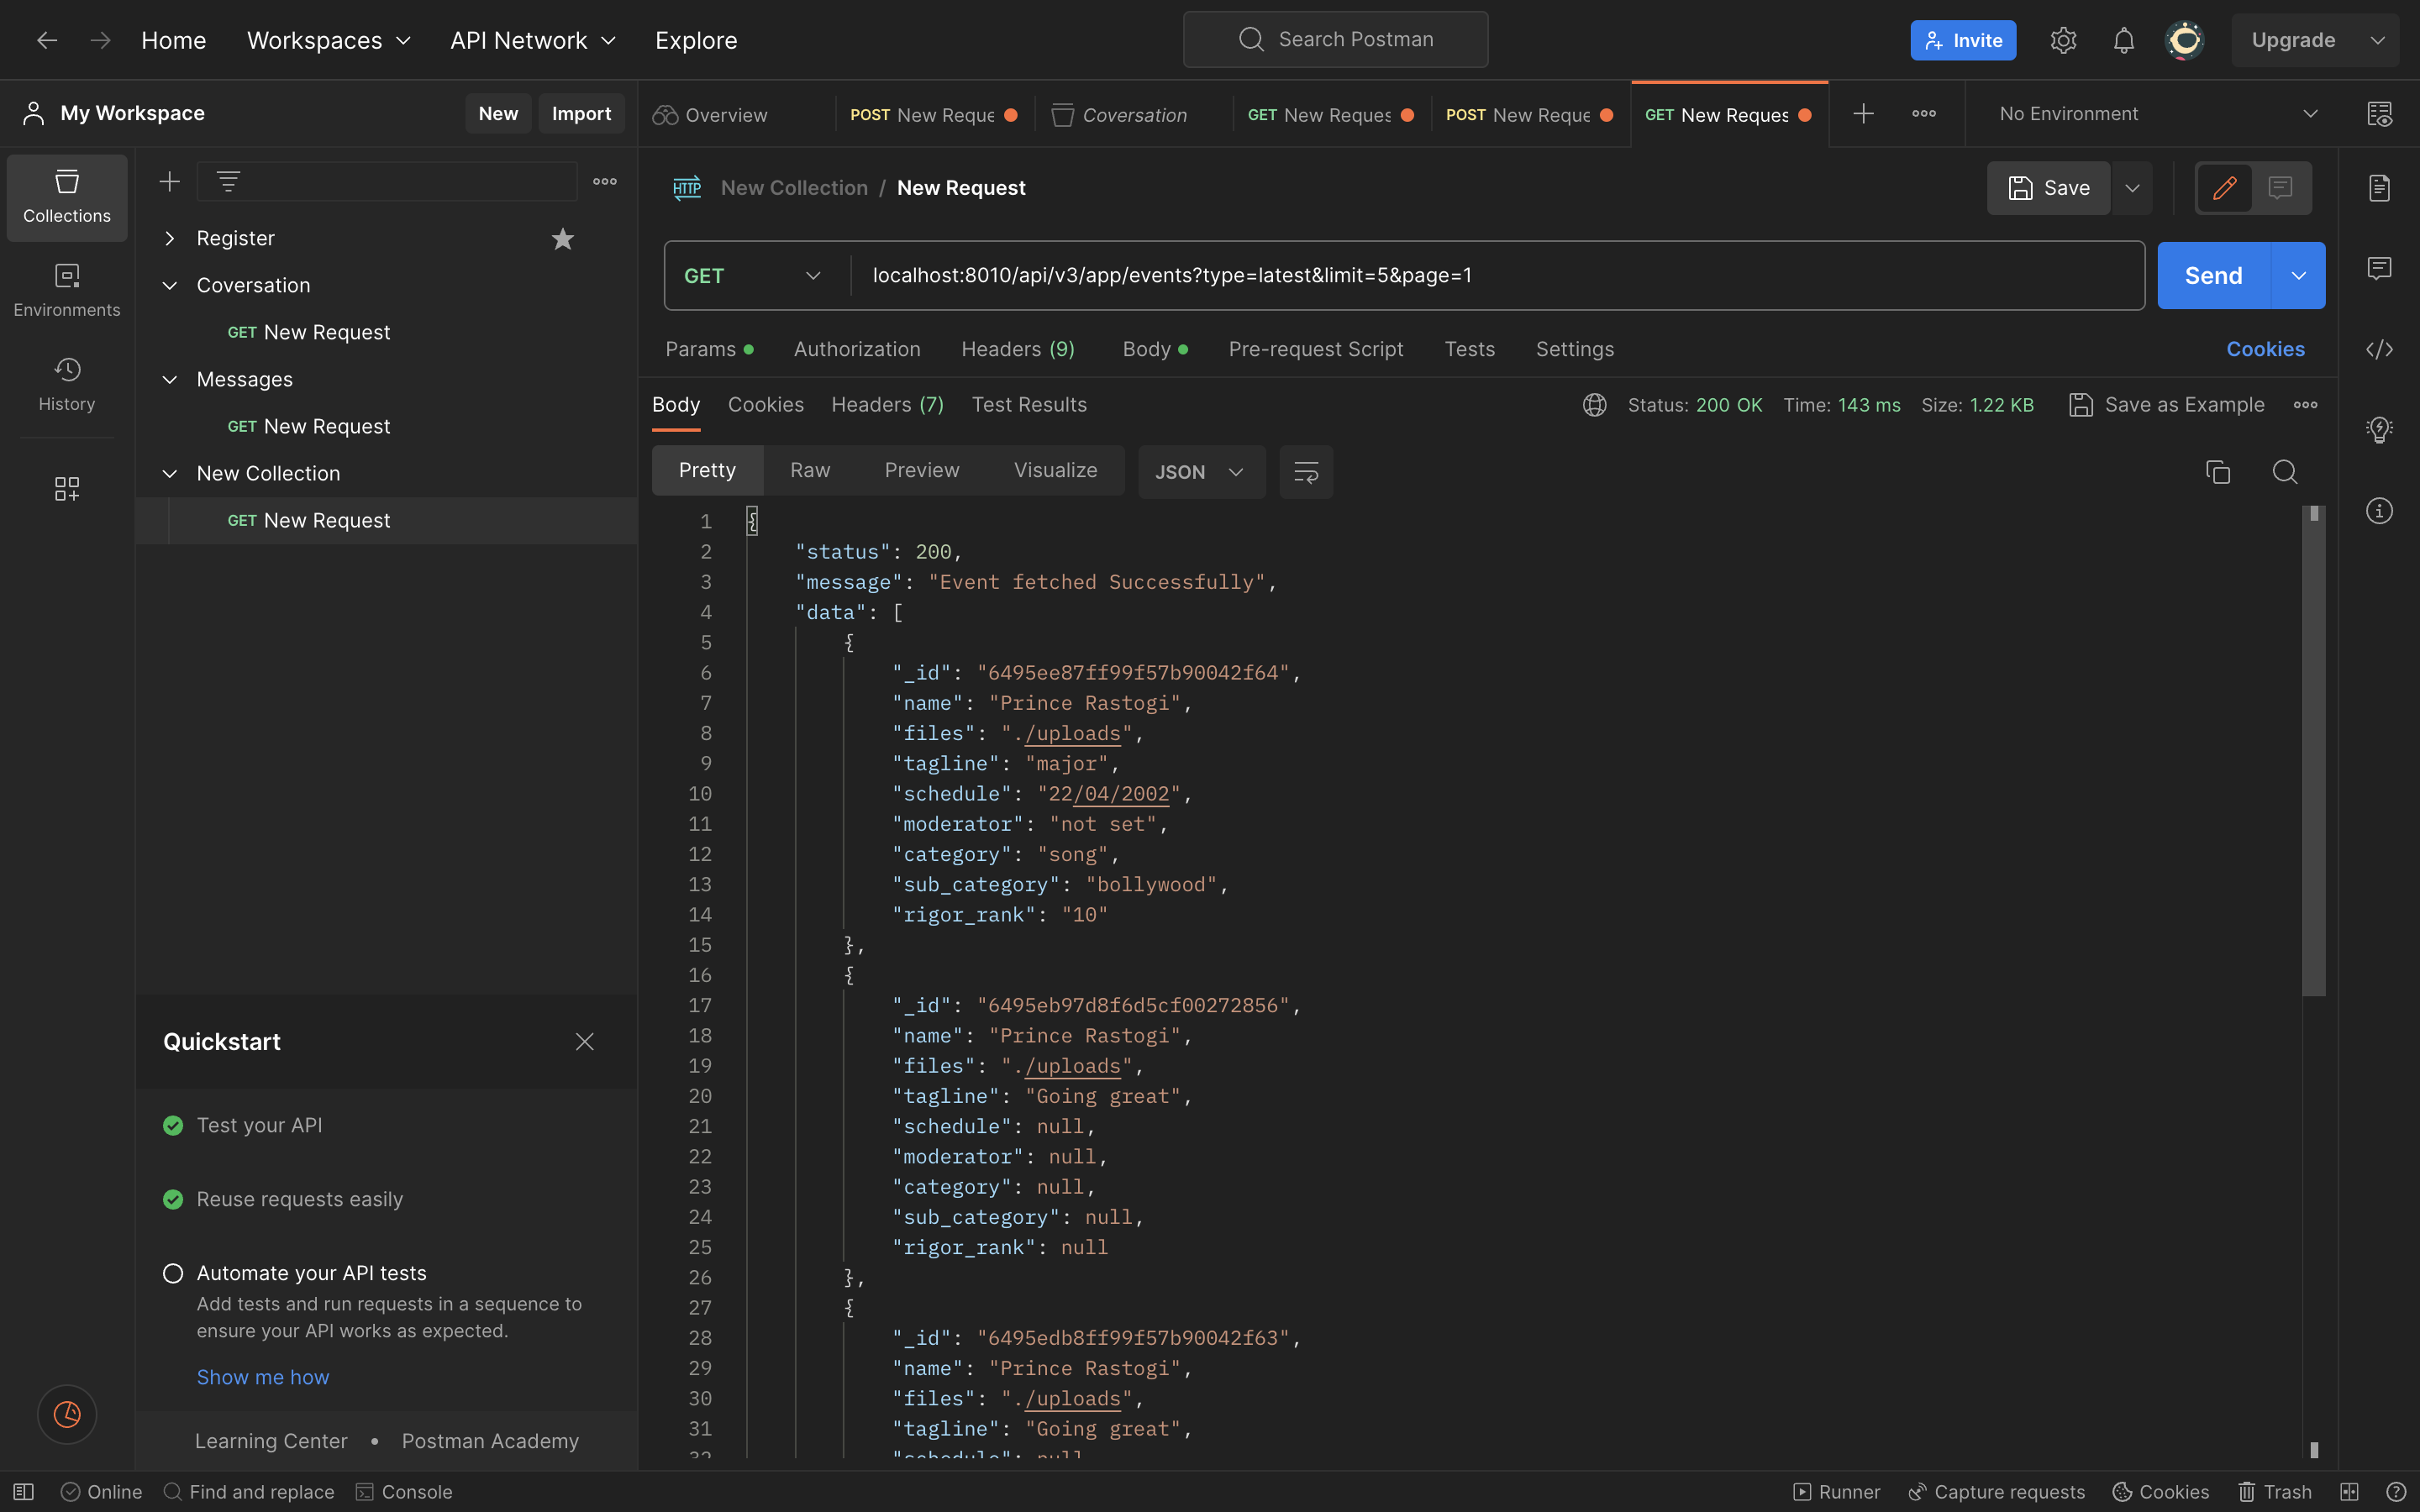 Home Workspaces API Network Explore Search Postman Invite Upgrade
My Workspace New Import Overview POST New Reque Coversation GET New Reques POST New Reque GET New Reques No Environment
Collections
Environments
History
Register
Coversation
GET New Request
Messages
GET New Request
New Collection
GET New Request
HTTP New Collection / New Request Save
GET localhost:8010/api/v3/app/events?type=latest&limit=5&page=1 Send
Params Authorization Headers (9) Body Pre-request Script Tests Settings Cookies
Body Cookies Headers (7) Test Results Status: 200 OK Time: 143 ms Size: 1.22 KB Save as Example
Pretty Raw Preview Visualize JSON
1 {
2 "status": 200,
3 "message": "Event fetched Successfully",
4 "data": [
5 {
6 "_id": "6495ee87ff99f57b90042f64",
7 "name": "Prince Rastogi",
8 "files": "./uploads",
9 "tagline": "major",
10 "schedule": "22/04/2002",
11 "moderator": "not set",
12 "category": "song",
13 "sub_category": "bollywood",
14 "rigor_rank": "10"
15 },
16 {
17 "_id": "6495eb97d8f6d5cf00272856",
18 "name": "Prince Rastogi",
19 "files": "./uploads",
20 "tagline": "Going great",
21 "schedule": null,
22 "moderator": null,
23 "category": null,
24 "sub_category": null,
25 "rigor_rank": null
26 },
27 {
28 "_id": "6495edb8ff99f57b90042f63",
29 "name": "Prince Rastogi",
30 "files": "./uploads",
31 "tagline": "Going great",
32 "schedule": null
Quickstart
Test your API
Reuse requests easily
Automate your API tests
Add tests and run requests in a sequence to
ensure your API works as expected.
Show me how
Learning Center • Postman Academy
Online Find and replace Console Runner Capture requests Cookies Trash